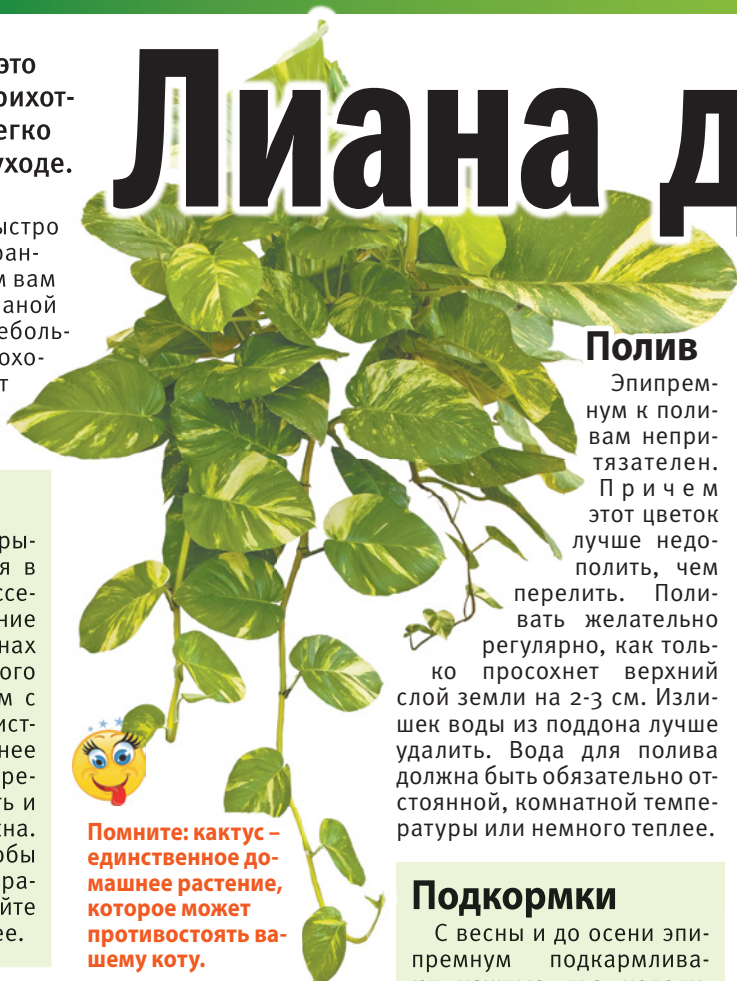 это
рихот-
егко
уходе.
Лиана д
ыстро
ран-
м вам
аной
еболь-
охо-
т
ры-
я в
ссе-
ние
нах
ого
м с
ист-
нее
ре-
ть и
на.
обы
ра-
йте
ее.
Помните: кактус –
единственное до-
машнее растение,
которое может
противостоять ва-
шему коту.
Полив
Эпипрем-
нум к поли-
вам непри-
тязателен.
Причем
этот цветок
лучше недо-
полить, чем
перелить. Поли-
вать желательно
регулярно, как толь-
ко просохнет верхний
слой земли на 2-3 см. Изли-
шек воды из поддона лучше
удалить. Вода для полива
должна быть обязательно от-
стоянной, комнатной темпе-
ратуры или немного теплее.
Подкормки
С весны и до осени эпи-
премнум подкармлива-